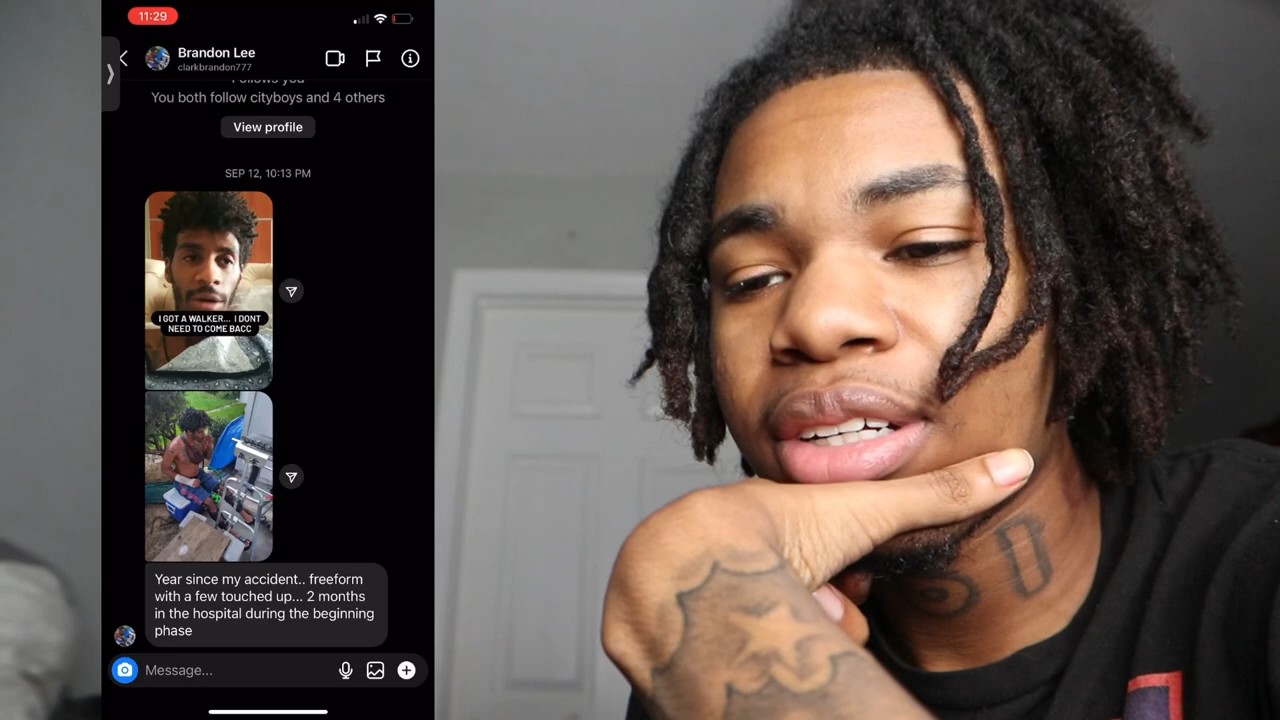 11:29
Brandon Lee
clarkbrandon777
Follows you
You both follow cityboys and 4 others
View profile
SEP 12, 10:13 PM
I GOT A WALKER... I DONT
NEED TO COME BACC
Year since my accident.. freeform
with a few touched up... 2 months
in the hospital during the beginning
phase
Message...